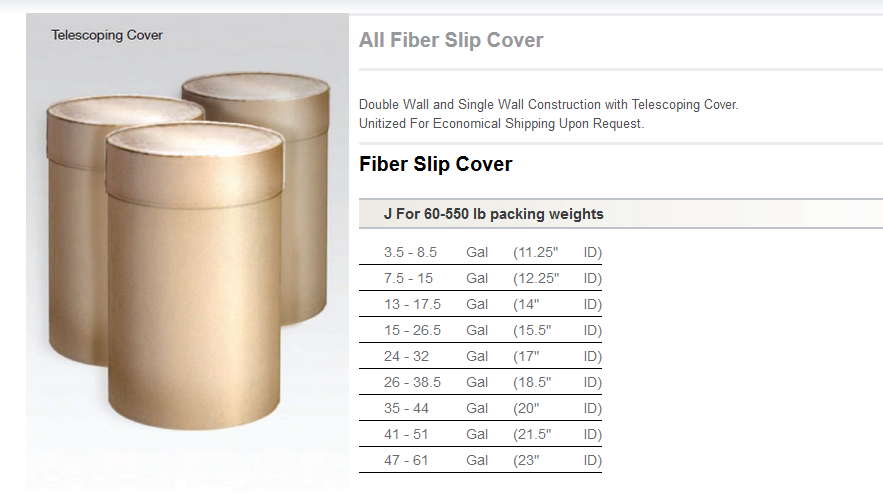 Telescoping Cover
All Fiber Slip Cover
Double Wall and Single Wall Construction with Telescoping Cover.
Unitized For Economical Shipping Upon Request.
Fiber Slip Cover
J For 60-550 lb packing weights
3.5 - 8.5 Gal (11.25" ID)
7.5 - 15 Gal (12.25" ID)
13 - 17.5 Gal (14" ID)
15 - 26.5 Gal (15.5" ID)
24 - 32 Gal (17" ID)
26 - 38.5 Gal (18.5" ID)
35 - 44 Gal (20" ID)
41 - 51 Gal (21.5" ID)
47 - 61 Gal (23" ID)